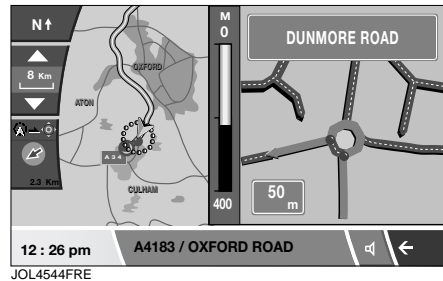 N
M
0
DUNMORE ROAD
8 Km
OXFORD
ATON
A
A34
2.3 Km
CULHAM
400
50 m
12 : 26 pm
A4183 / OXFORD ROAD
JOL4544FRE